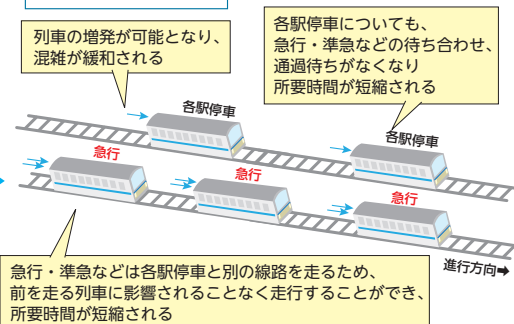 列車の増発が可能となり、
混雑が緩和される
各駅停車についても、
急行・準急などの待ち合わせ、
通過待ちがなくなり
所要時間が短縮される
各駅停車
各駅停車
急行
急行
急行
進行方向➡
急行・準急などは各駅停車と別の線路を走るため、
前を走る列車に影響されることなく走行することができ、
所要時間が短縮される